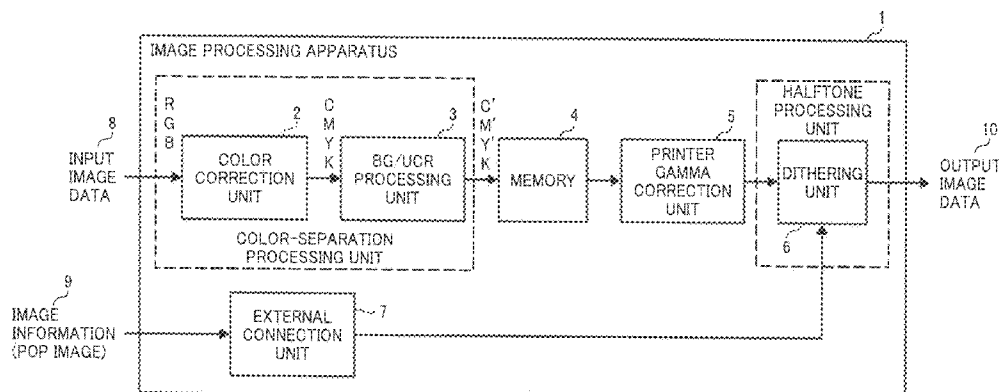 1
IMAGE PROCESSING APPARATUS
RGB
CMYK
C'M'Y'K
HALFTONE
PROCESSING
UNIT
8
INPUT
IMAGE
DATA
2
COLOR
CORRECTION
UNIT
3
BG/UCR
PROCESSING
UNIT
4
MEMORY
5
PRINTER
GAMMA
CORRECTION
UNIT
DITHERING
UNIT
6
10
OUTPUT
IMAGE
DATA
COLOR-SEPARATION
PROCESSING UNIT
9
IMAGE
INFORMATION
(POP IMAGE)
EXTERNAL
CONNECTION
UNIT
7